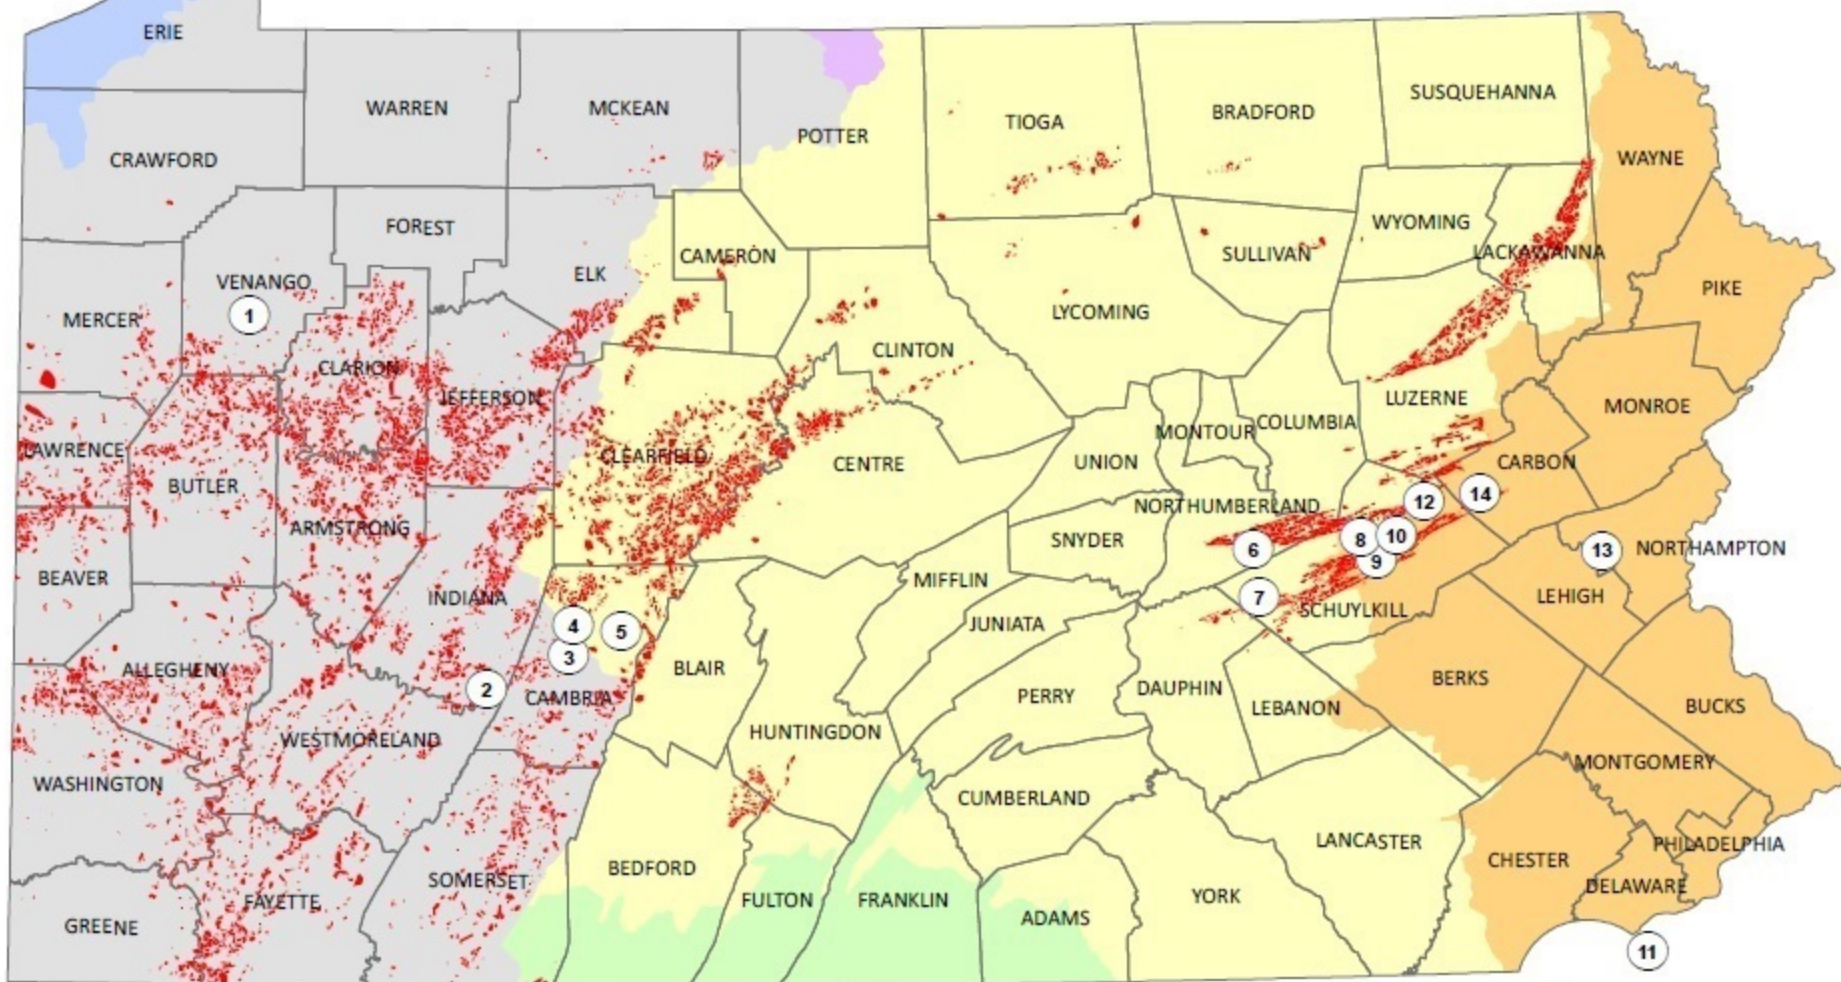 ERIE
WARREN
MCKEAN
POTTER
TIOGA
BRADFORD
SUSQUEHANNA
CRAWFORD
WAYNE
FOREST
WYOMING
CAMERON
SULLIVAN
LACKAWANNA
VENANGO
ELK
PIKE
MERCER
1
LYCOMING
CLINTON
CLARION
JEFFERSON
LUZERNE
MONROE
LAWRENCE
CLEARFIELD
CENTRE
UNION
MONTOUR
COLUMBIA
CARBON
BUTLER
NORTHUMBERLAND
12
14
ARMSTRONG
SNYDER
6
8
10
9
13
NORTHAMPTON
BEAVER
INDIANA
MIFFLIN
7
SCHUYLKILL
LEHIGH
4
5
3
JUNIATA
ALLEGHENY
BLAIR
2
CAMBRIA
PERRY
DAUPHIN
LEBANON
BERKS
BUCKS
WESTMORELAND
HUNTINGDON
WASHINGTON
CUMBERLAND
MONTGOMERY
LANCASTER
PHILADELPHIA
BEDFORD
CHESTER
DELAWARE
SOMERSET
FAYETTE
FULTON
FRANKLIN
YORK
GREENE
ADAMS
11